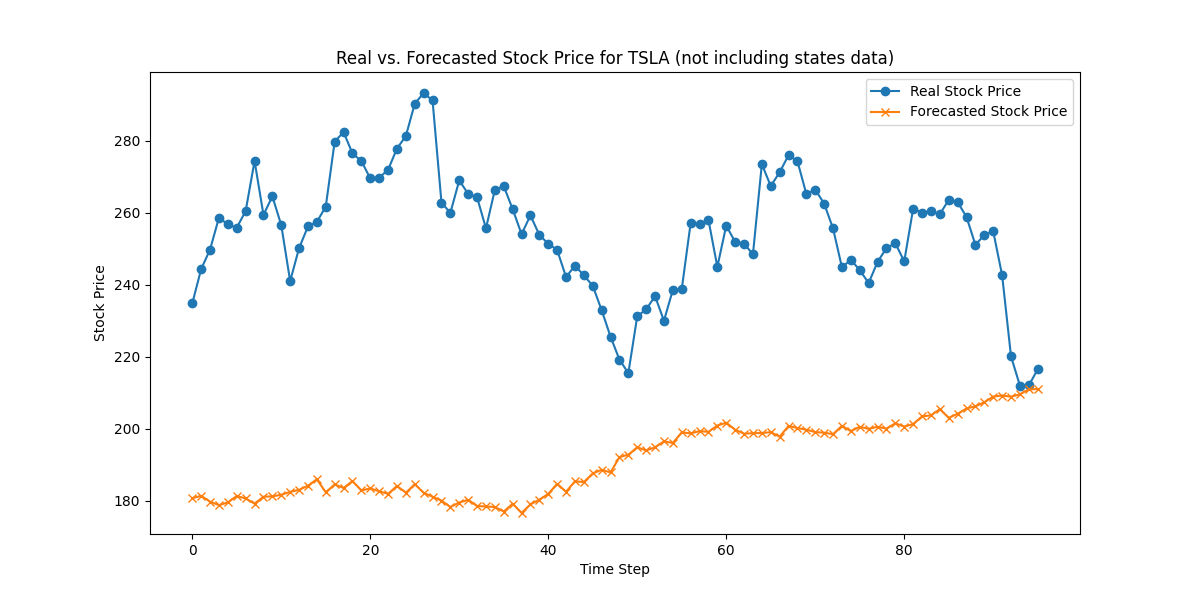 Real vs. Forecasted Stock Price for TSLA (not including states data)
Real Stock Price
Forecasted Stock Price
Stock Price
280
260
240
220
200
180
0 20 40 60 80
Time Step